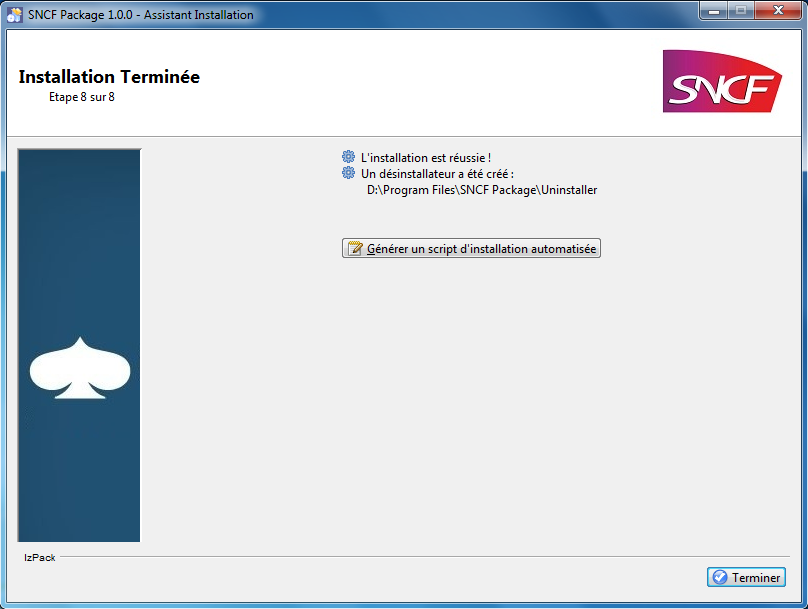 SNCF Package 1.0.0 - Assistant Installation
Installation Terminée
Etape 8 sur 8
SNCF
L'installation est réussie !
Un désinstallateur a été créé :
D:\Program Files\SNCF Package\Uninstaller
Générer un script d'installation automatisée
IzPack
Terminer